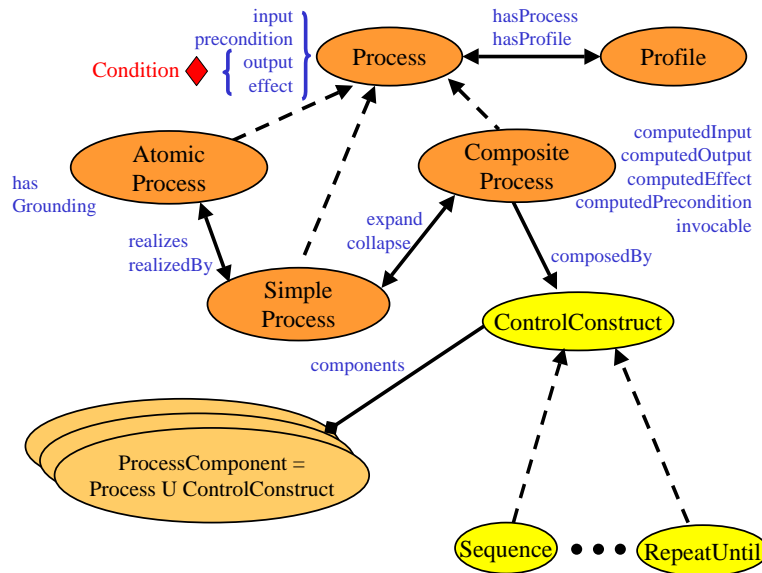 input
precondition
output
effect
Condition
Process
hasProcess
hasProfile
Profile
Atomic
Process
has
Grounding
Composite
Process
computedInput
computedOutput
computedEffect
computedPrecondition
invocable
realizes
realizedBy
expand
collapse
composedBy
Simple
Process
ControlConstruct
components
ProcessComponent =
Process U ControlConstruct
Sequence
RepeatUntil